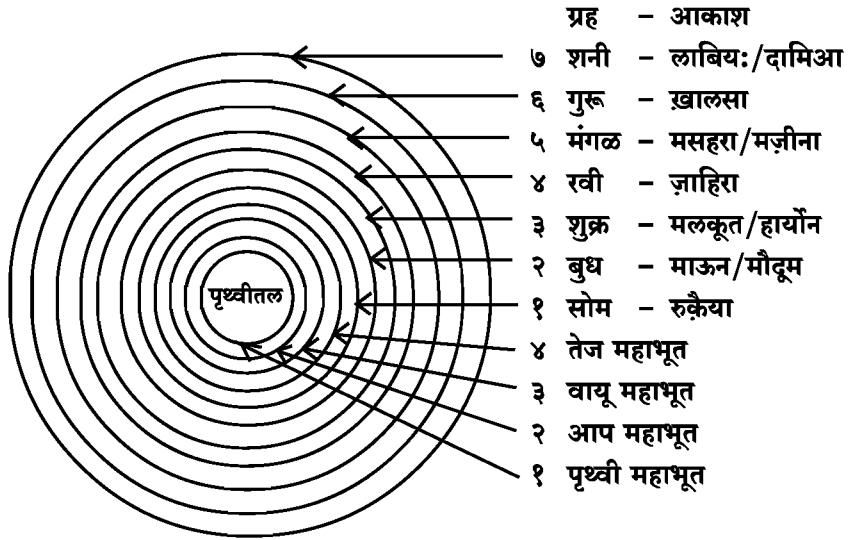 ग्रह – आकाश
७ शनी – लाबिय:/दामिआ
६ गुरू – ख़ालसा
५ मंगळ – मसहरा/मज़ीना
४ रवी – ज़ाहिरा
३ शुक्र – मलकूत/हार्योन
२ बुध – माऊन/मौदूम
१ सोम – रुक़ैया
४ तेज महाभूत
३ वायू महाभूत
२ आप महाभूत
१ पृथ्वी महाभूत
पृथ्वीतल